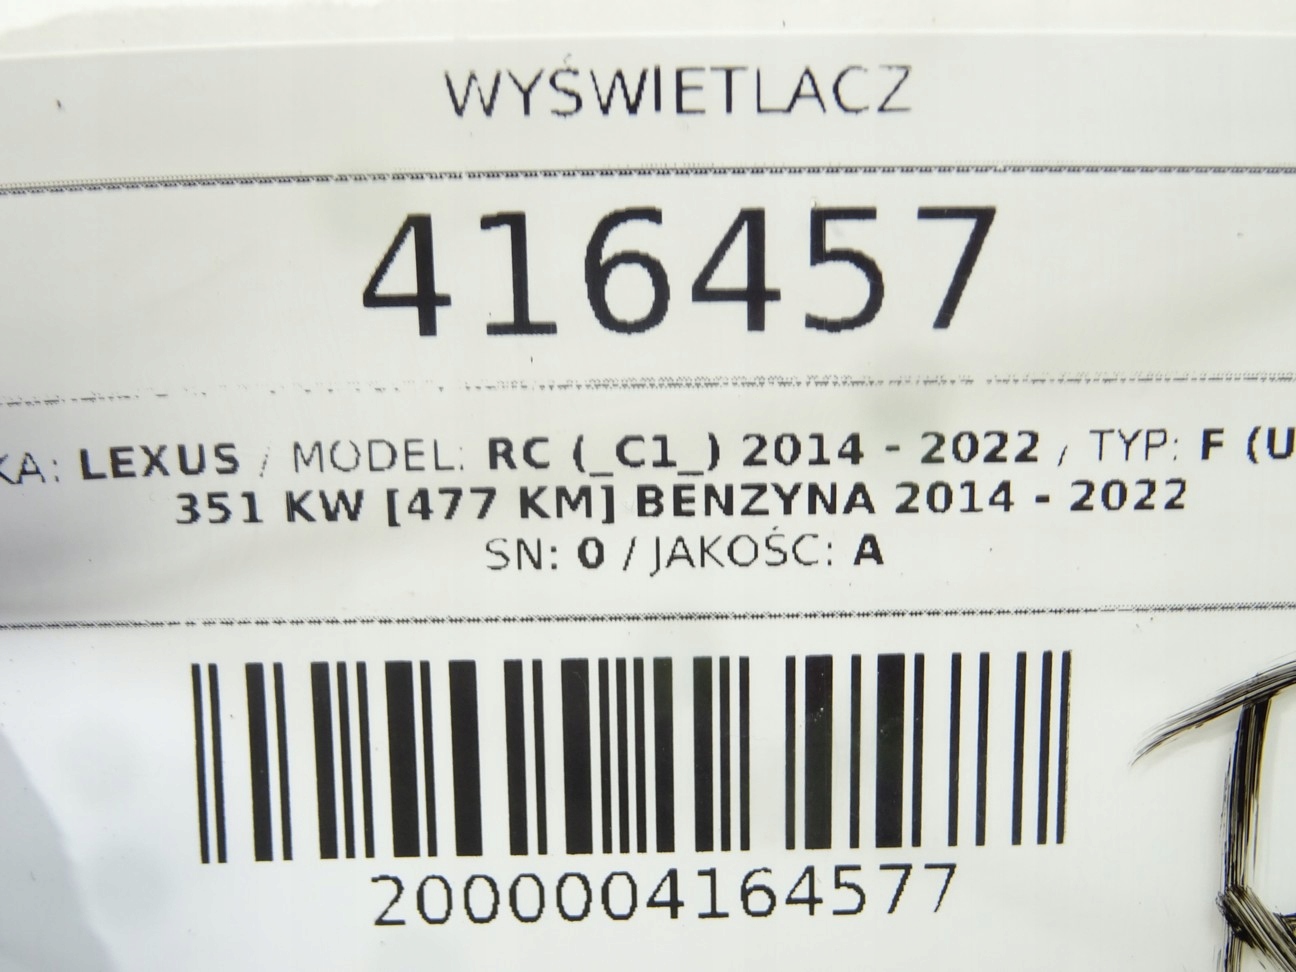 WYŚWIETLACZ
416457
KA: LEXUS / MODEL: RC (_C1_) 2014 - 2022 / TYP: F (U
351 KW [477 KM] BENZYNA 2014 - 2022
SN: 0 / JAKOŚĆ: A
2000004164577